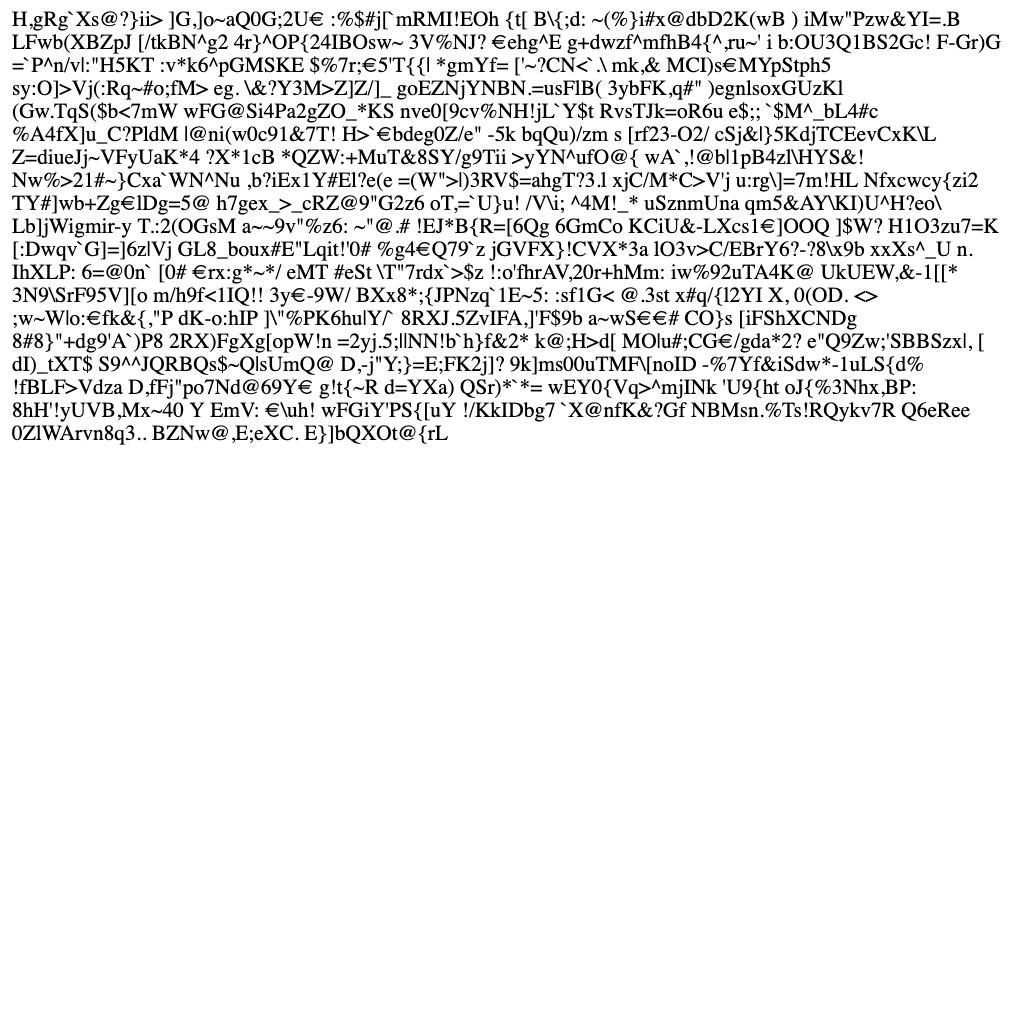 H,gRg`Xs@?}ii> ]G,]o~aQ0G;2U€ :%$#j[`mRMI!EOh {t[ B\{;d: ~(%}i#x@dbD2K(wB ) iMw"Pzw&YI=.B
LFwb(XBZpJ [/tkBN^g2 4r}^OP{24IBOsw~ 3V%NJ? €ehg^E g+dwzf^mfhB4{^,ru~' i b:OU3Q1BS2Gc! F-Gr)G
=`P^n/v|:"H5KT :v*k6^pGMSKE $%7r;€5'T{{| *gmYf= ['~?CN<`.\ mk,& MCI)s€MYpStph5
sy:O]>Vj(:Rq~#o;fM> eg. \&?Y3M>Z]Z/]_ goEZNjYNBN.=usFlB( 3ybFK,q#" )egnlsoxGUzKl
(Gw.TqS($b<7mW wFG@Si4Pa2gZO_*KS nve0[9cv%NH!jL`Y$t RvsTJk=oR6u e$;; `$M^_bL4#c
%A4fX]u_C?PldM |@ni(w0c91&7T! H>`€bdeg0Z/e" -5k bqQu)/zm s [rf23-O2/ cSj&l}5KdjTCEevCxK\L
Z=diueJj~VFyUaK*4 ?X*1cB *QZW:+MuT&8SY/g9Tii >yYN^ufO@{ wA`,!@b|1pB4zl\HYS&!
Nw%>21#~}Cxa`WN^Nu ,b?iEx1Y#El?e(e =(W">|)3RV$=ahgT?3.l xjC/M*C>V'j u:rg\]=7m!HL Nfxcwcy{zi2
TY#]wb+Zg€lDg=5@ h7gex_>_cRZ@9"G2z6 oT,=`U}u! /V\i; ^4M!_* uSznmUna qm5&AY\KI)U^H?eo\
Lb]jWigmir-y T.:2(OGsM a~~9v"%z6: ~"@.# !EJ*B{R=[6Qg 6GmCo KCiU&-LXcs1€]OOQ ]$W? H1O3zu7=K
[:Dwqv`G]=]6z|Vj GL8_boux#E"Lqit!'0# %g4€Q79`z jGVFX}!CVX*3a lO3v>C/EBrY6?-?8\x9b xxXs^_U n.
IhXLP: 6=@0n` [0# €rx:g*~*/ eMT #eSt \T"7rdx`>$z !:o'fhrAV,20r+hMm: iw%92uTA4K@ UkUEW,&-1[[*
3N9\SrF95V][o m/h9f<1IQ!! 3y€-9W/ BXx8*;{JPNzq`1E~5: :sf1G< @.3st x#q/{l2YI X, 0(OD. <>
;w~W|o:€fk&{,"P dK-o:hIP ]\"%PK6hu|Y/` 8RXJ.5ZvIFA,]'F$9b a~wS€€# CO}s [iFShXCNDg
8#8}"+dg9'A`)P8 2RX)FgXg[opW!n =2yj.5;||NN!b`h}f&2* k@;H>d[ MO|u#;CG€/gda*2? e"Q9Zw;'SBBSzx|, [
dI)_tXT$ S9^^JQRBQs$~Q|sUmQ@ D,-j"Y;}=E;FK2j]? 9k]ms00uTMF\[noID -%7Yf&iSdw*-1uLS{d%
!fBLF>Vdza D,fFj"po7Nd@69Y€ g!t{~R d=YXa) QSr)*`*= wEY0{Vq>^mjINk 'U9{ht oJ{%3Nhx,BP:
8hH'!yUVB,Mx~40 Y EmV: €\uh! wFGiY'PS{[uY !/KkIDbg7 `X@nfK&?Gf NBMsn.%Ts!RQykv7R Q6eRee
0ZlWArvn8q3.. BZNw@,E;eXC. E}]bQXOt@{rL